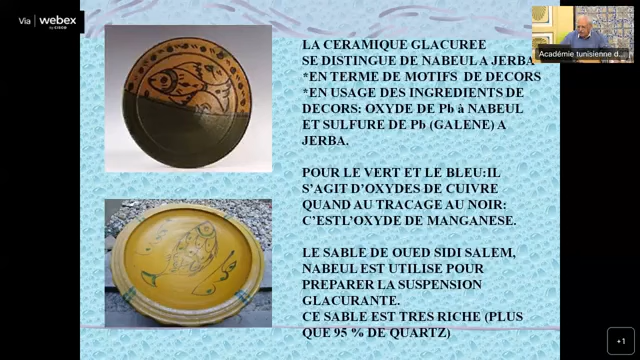 Via webex
by CISCO
Académie tunisienne d...
LA CERAMIQUE GLACUREE
SE DISTINGUE DE NABEUL A JERBA
*EN TERME DE MOTIFS DE DECORS
*EN USAGE DES INGREDIENTS DE
DECORS: OXYDE DE Pb à NABEUL
ET SULFURE DE Pb (GALENE) A
JERBA.
POUR LE VERT ET LE BLEU:IL
S’AGIT D’OXYDES DE CUIVRE
QUAND AU TRACAGE AU NOIR:
C’ESTL’OXYDE DE MANGANESE.
LE SABLE DE OUED SIDI SALEM,
NABEUL EST UTILISE POUR
PREPARER LA SUSPENSION
GLACURANTE.
CE SABLE EST TRES RICHE (PLUS
QUE 95 % DE QUARTZ)
+1